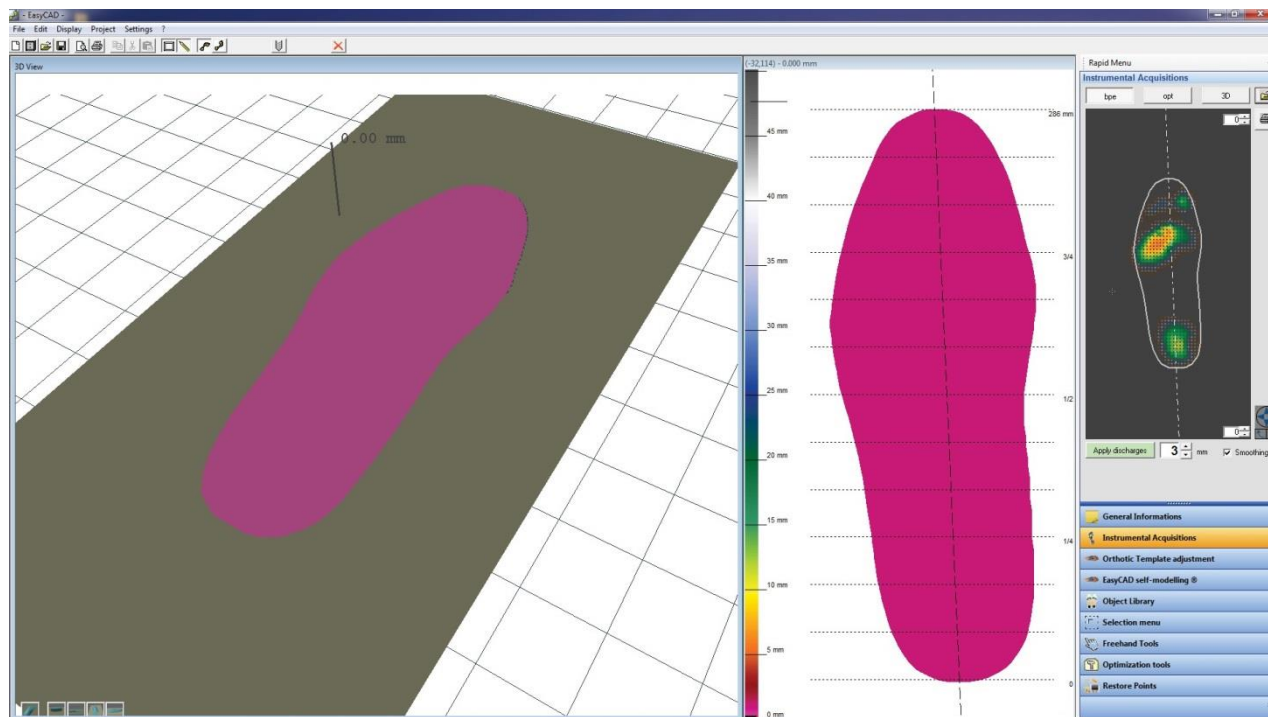 - EasyCAD -
File Edit Display Project Settings ?
3D View
0.00 mm
(-32,114) - 0.000 mm
45 mm
40 mm
35 mm
30 mm
25 mm
20 mm
15 mm
10 mm
5 mm
0 mm
286 mm
3/4
1/2
1/4
0
Rapid Menu
Instrumental Acquisitions
bpe opt 3D
0
0
Apply discharges 3 mm Smoothing
General Informations
Instrumental Acquisitions
Orthotic Template adjustment
EasyCAD self-modelling ®
Object Library
Selection menu
Freehand Tools
Optimization tools
Restore Points